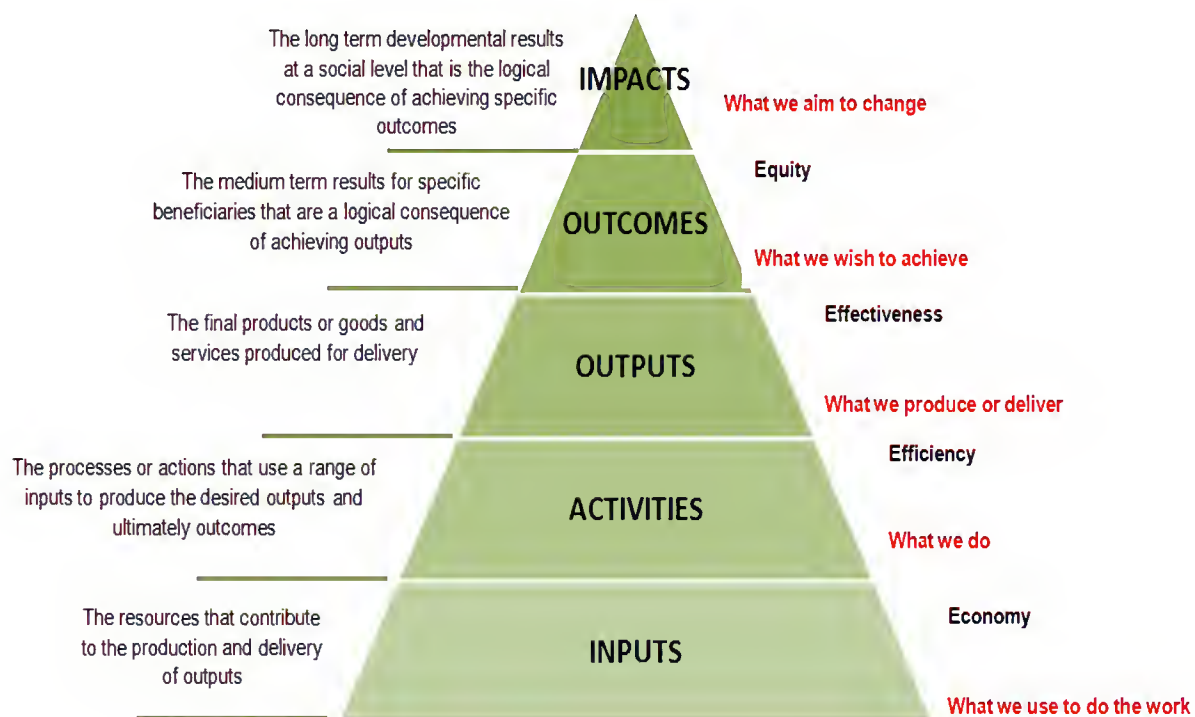 The long term developmental results
at a social level that is the logical
consequence of achieving specific
outcomes
IMPACTS
What we aim to change
The medium term results for specific
beneficiaries that are a logical consequence
of achieving outputs
OUTCOMES
Equity
What we wish to achieve
The final products or goods and
services produced for delivery
OUTPUTS
Effectiveness
What we produce or deliver
The processes or actions that use a range of
inputs to produce the desired outputs and
ultimately outcomes
ACTIVITIES
Efficiency
What we do
The resources that contribute
to the production and delivery
of outputs
INPUTS
Economy
What we use to do the work